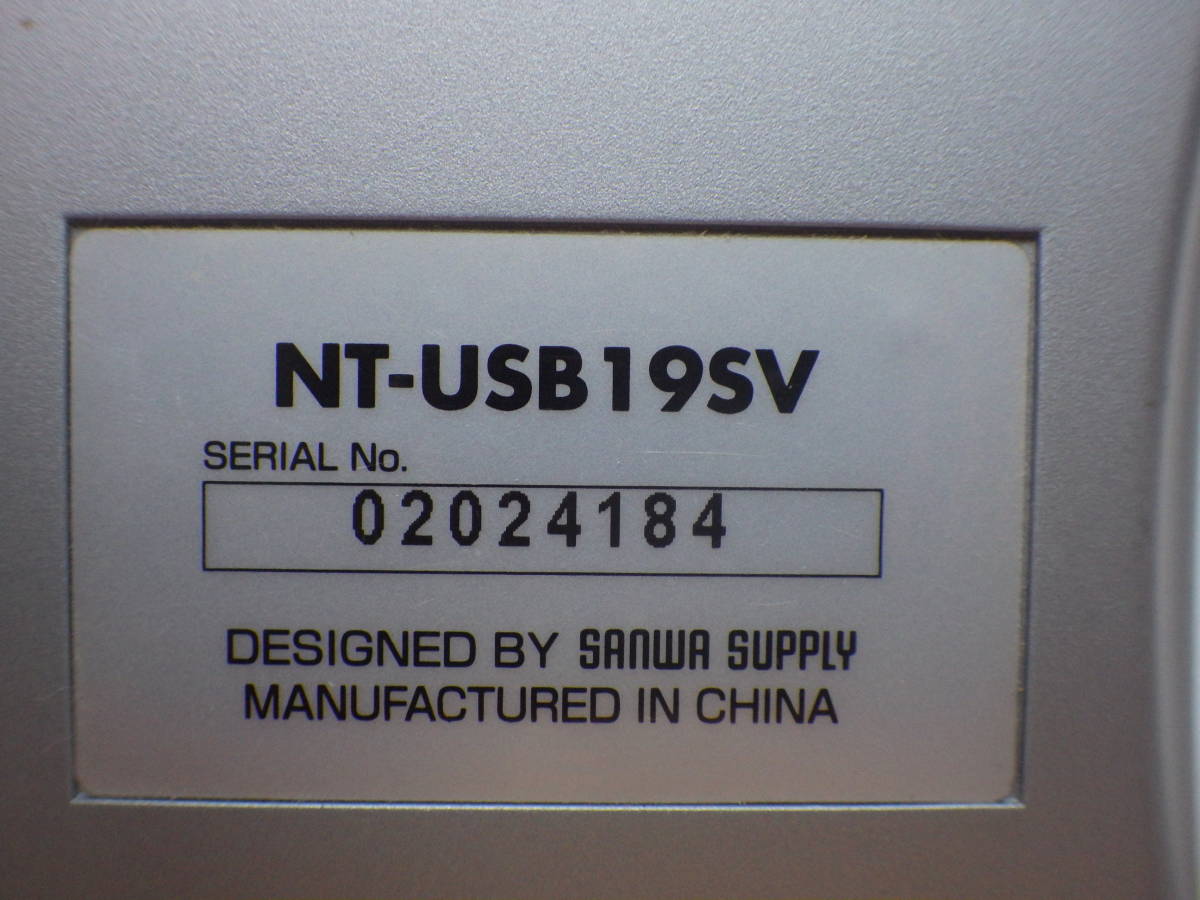 NT-USB19SV
SERIAL No.
02024184
DESIGNED BY SANWA SUPPLY
MANUFACTURED IN CHINA